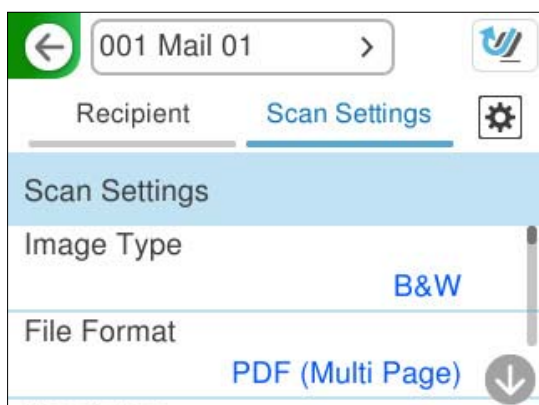 001 Mail 01
Recipient
Scan Settings
Scan Settings
Image Type
B&W
File Format
PDF (Multi Page)